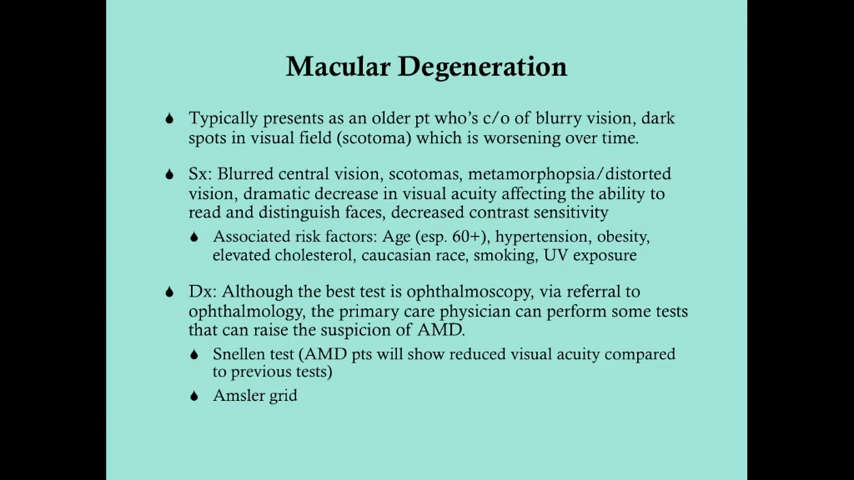 Macular Degeneration
Typically presents as an older pt who's c/o of blurry vision, dark
spots in visual field (scotoma) which is worsening over time.
Sx: Blurred central vision, scotomas, metamorphopsia/distorted
vision, dramatic decrease in visual acuity affecting the ability to
read and distinguish faces, decreased contrast sensitivity
Associated risk factors: Age (esp. 60+), hypertension, obesity,
elevated cholesterol, caucasian race, smoking, UV exposure
Dx: Although the best test is ophthalmoscopy, via referral to
ophthalmology, the primary care physician can perform some tests
that can raise the suspicion of AMD.
Snellen test (AMD pts will show reduced visual acuity compared
to previous tests)
Amsler grid